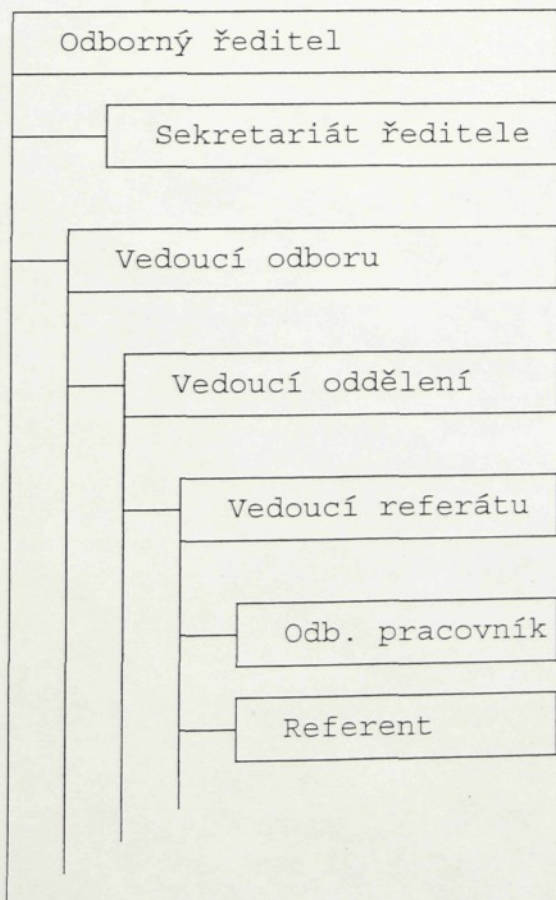 Odborný ředitel
Sekretariát ředitele
Vedoucí odboru
Vedoucí oddělení
Vedoucí referátu
Odb. pracovník
Referent